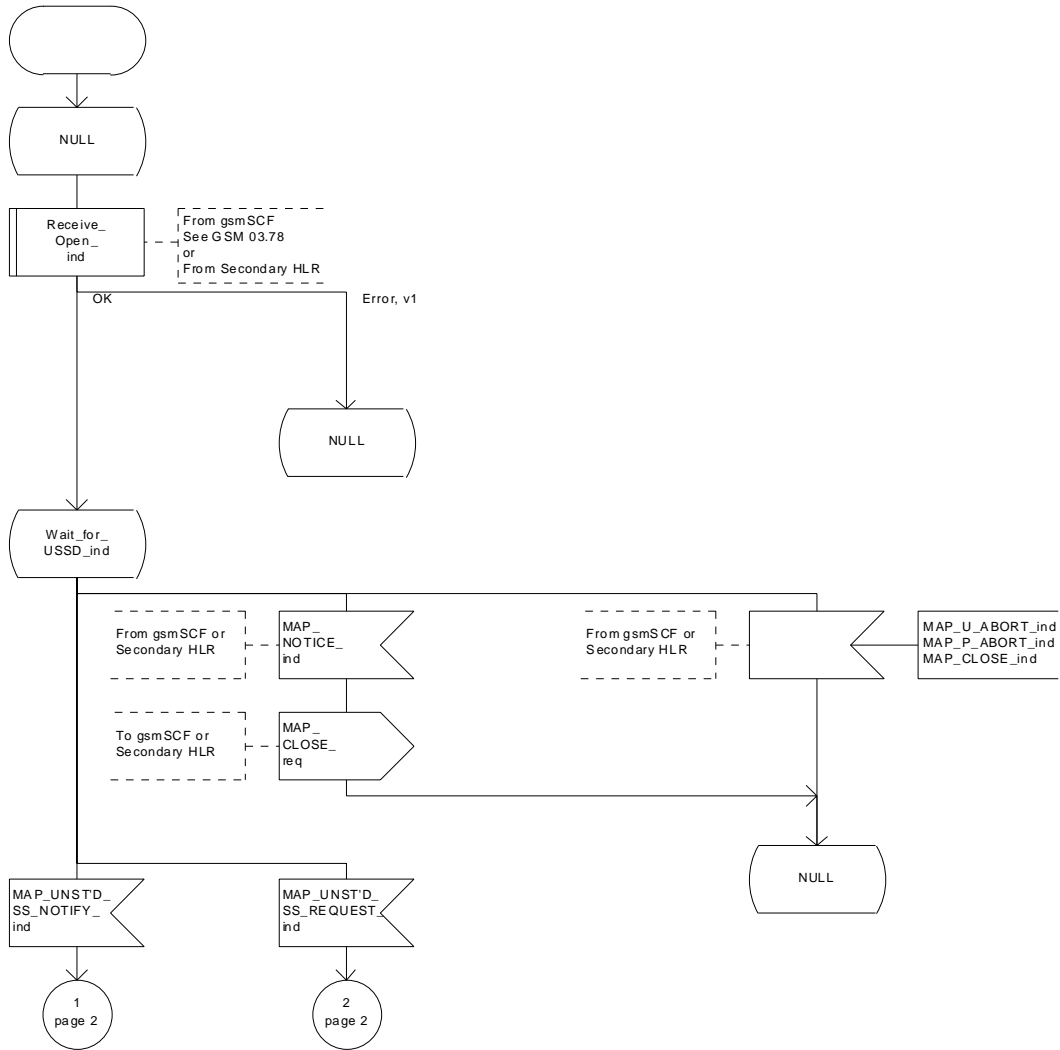 NULL
Receive_
Open_
ind
From gsmSCF
See GSM 03.78
or
From Secondary HLR
OK
Error, v1
NULL
Wait_for_
USSD_ind
From gsmSCF or
Secondary HLR
MAP_
NOTICE_
ind
From gsmSCF or
Secondary HLR
MAP_U_ABORT_ind
MAP_P_ABORT_ind
MAP_CLOSE_ind
To gsmSCF or
Secondary HLR
MAP_
CLOSE_
req
NULL
MAP_UNST'D_
SS_NOTIFY_
ind
MAP_UNST'D_
SS_REQUEST_
ind
1
page 2
2
page 2